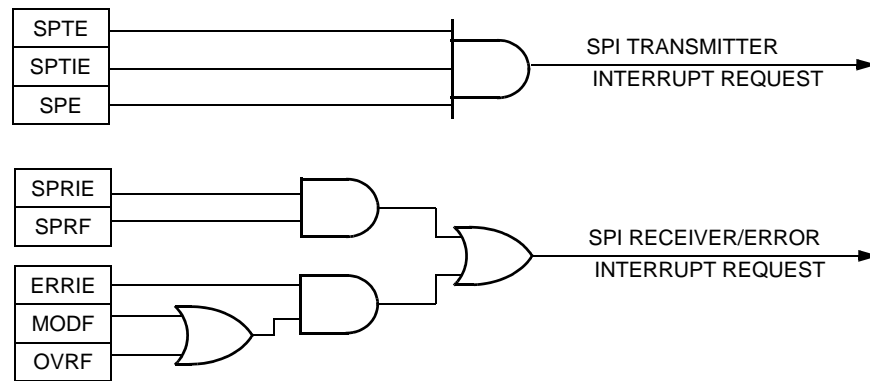 SPTE
SPTIE
SPE
SPI TRANSMITTER
INTERRUPT REQUEST
SPRIE
SPRF
SPI RECEIVER/ERROR
INTERRUPT REQUEST
ERRIE
MODF
OVRF